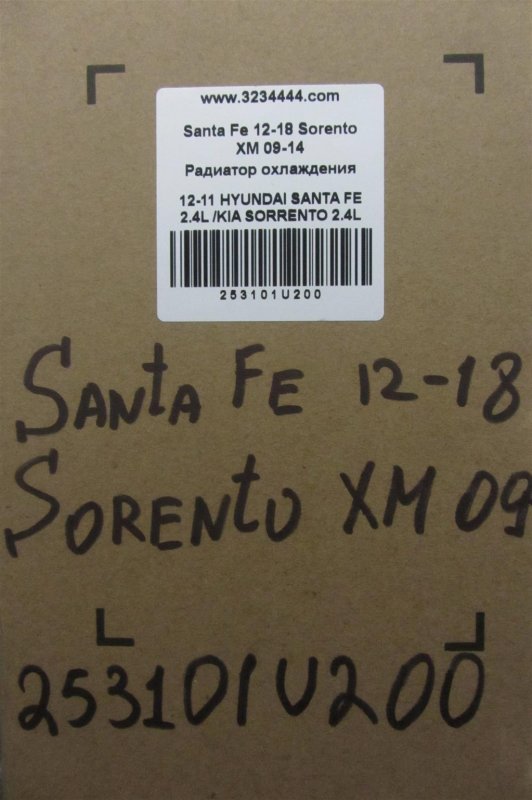 www.3234444.com
Santa Fe 12-18 Sorento
XM 09-14
Радиатор охлаждения
12-11 HYUNDAI SANTA FE
2.4L /KIA SORRENTO 2.4L
253101U200
SANtA FE 12-18
SORENtO XM 09
253101U200